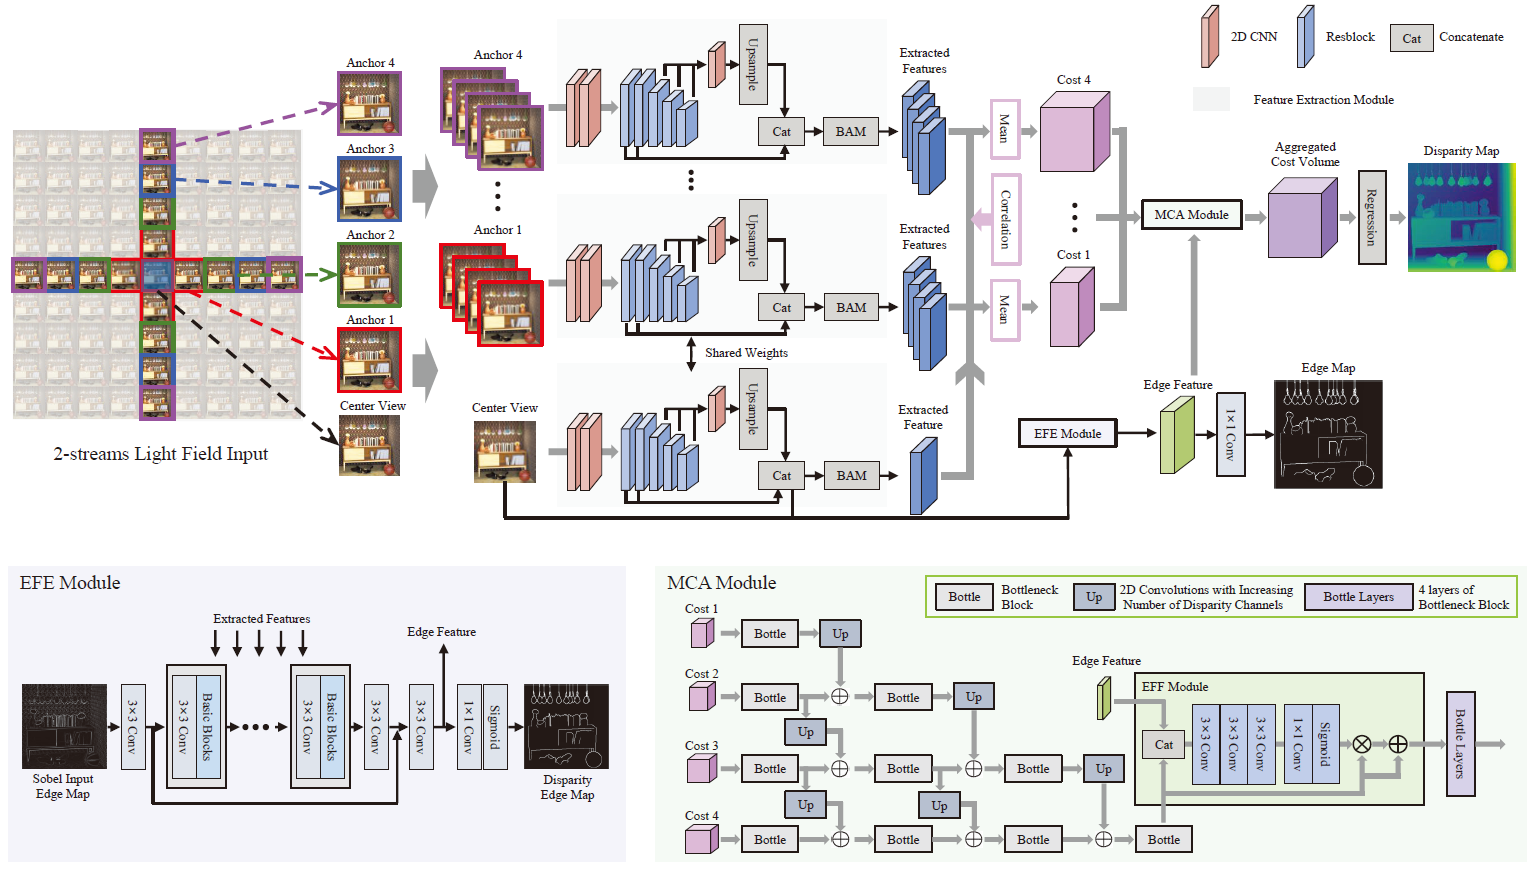 2D CNN
Resblock
Cat
Concatenate
Feature Extraction Module
Anchor 4
Anchor 3
Anchor 2
Anchor 1
Center View
2-streams Light Field Input
Anchor 4
Upsample
Cat
BAM
Extracted
Features
Anchor 1
Upsample
Cat
BAM
Extracted
Features
Shared Weights
Center View
Upsample
Cat
BAM
Extracted
Feature
Mean
Correlation
Mean
Cost 4
Cost 1
MCA Module
Aggregated
Cost Volume
Regression
Disparity Map
EFE Module
Edge Feature
1×1 Conv
Edge Map
EFE Module
Extracted Features
Edge Feature
Sobel Input
Edge Map
3×3 Conv
3×3 Conv
Basic Blocks
3×3 Conv
Basic Blocks
3×3 Conv
3×3 Conv
1×1 Conv
Sigmoid
Disparity
Edge Map
MCA Module
Bottle
Bottleneck
Block
Up
2D Convolutions with Increasing
Number of Disparity Channels
Bottle Layers
4 layers of
Bottleneck Block
Cost 1
Bottle
Up
Cost 2
Bottle
Bottle
Up
Up
Cost 3
Bottle
Bottle
Bottle
Up
Up
Up
Cost 4
Bottle
Bottle
Bottle
Bottle
Edge Feature
EFF Module
Cat
3×3 Conv
3×3 Conv
3×3 Conv
1×1 Conv
Sigmoid
Bottle Layers